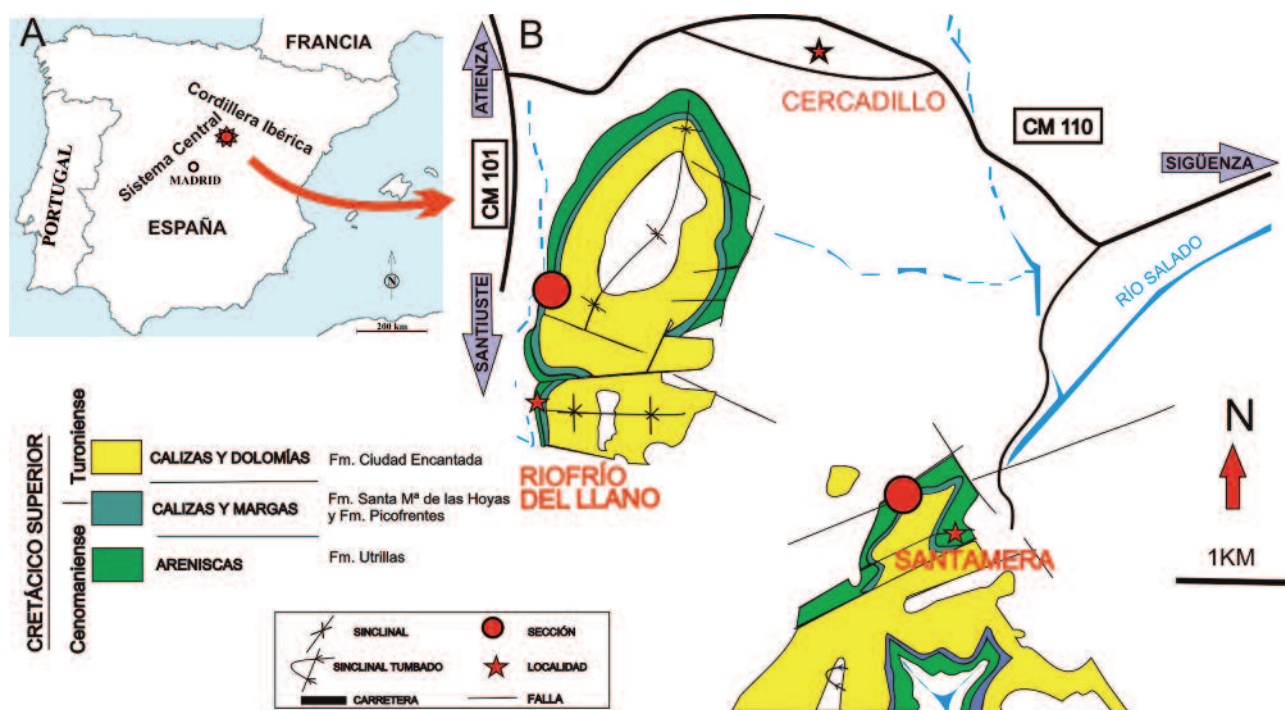 A
FRANCIA
Cordillera Ibérica
Sistema Central
MADRID
PORTUGAL
ESPAÑA
N
200 km
B
ATIENZA
CM 101
SANTIUSTE
CERCADILLO
CM 110
SIGÜENZA
RÍO SALADO
RIOFRÍO
DEL LLANO
SANTAMERA
N
1KM
CRETÁCICO SUPERIOR
Turoniense
Cenomaniense
CALIZAS Y DOLOMÍAS Fm. Ciudad Encantada
CALIZAS Y MARGAS Fm. Santa Mª de las Hoyas
y Fm. Picofrentes
ARENISCAS Fm. Utrillas
SINCLINAL SECCIÓN
SINCLINAL TUMBADO LOCALIDAD
CARRETERA FALLA